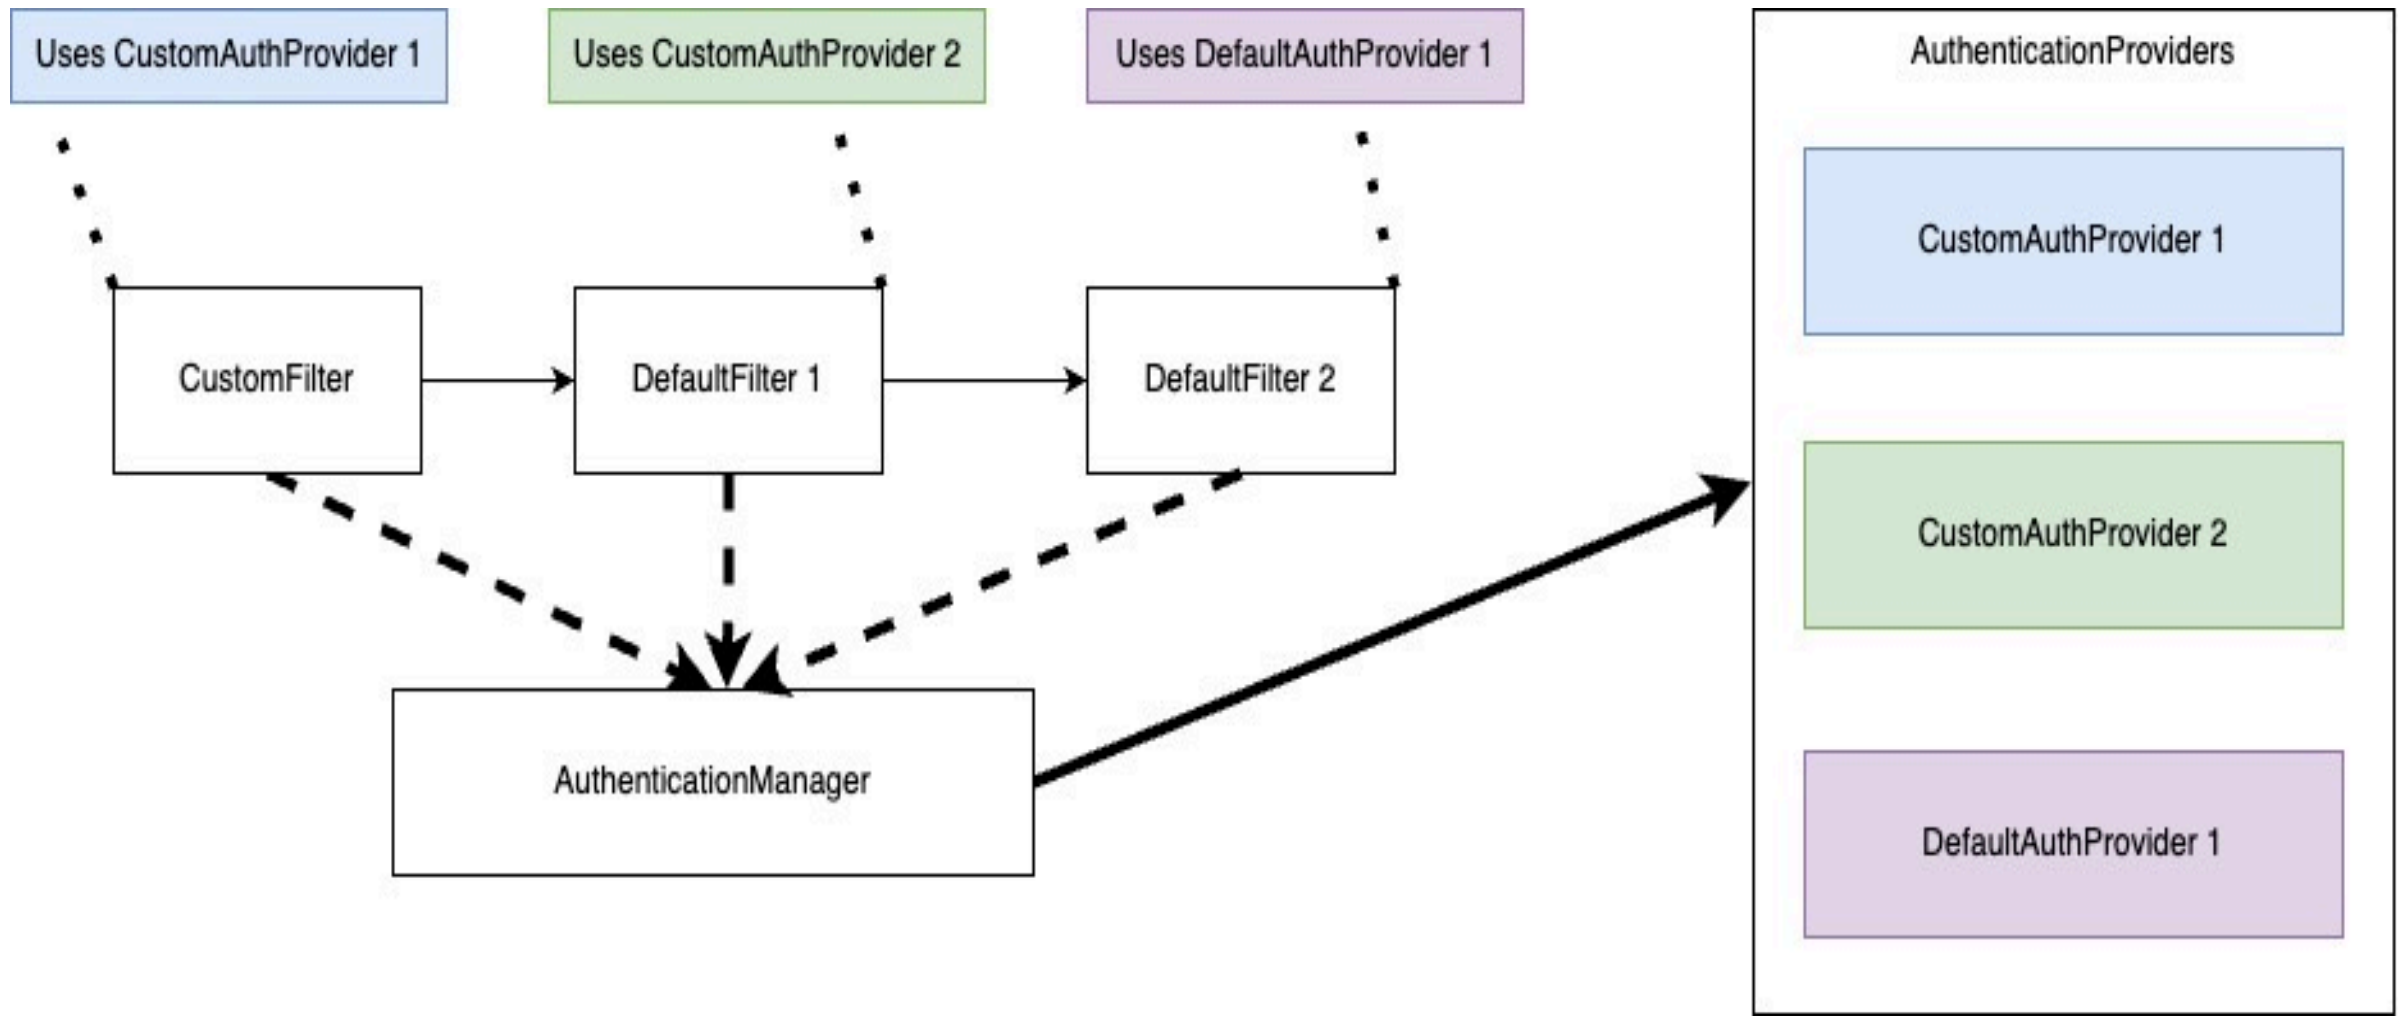 Uses CustomAuthProvider 1
Uses CustomAuthProvider 2
Uses DefaultAuthProvider 1
AuthenticationProviders
CustomAuthProvider 1
CustomFilter
DefaultFilter 1
DefaultFilter 2
CustomAuthProvider 2
AuthenticationManager
DefaultAuthProvider 1